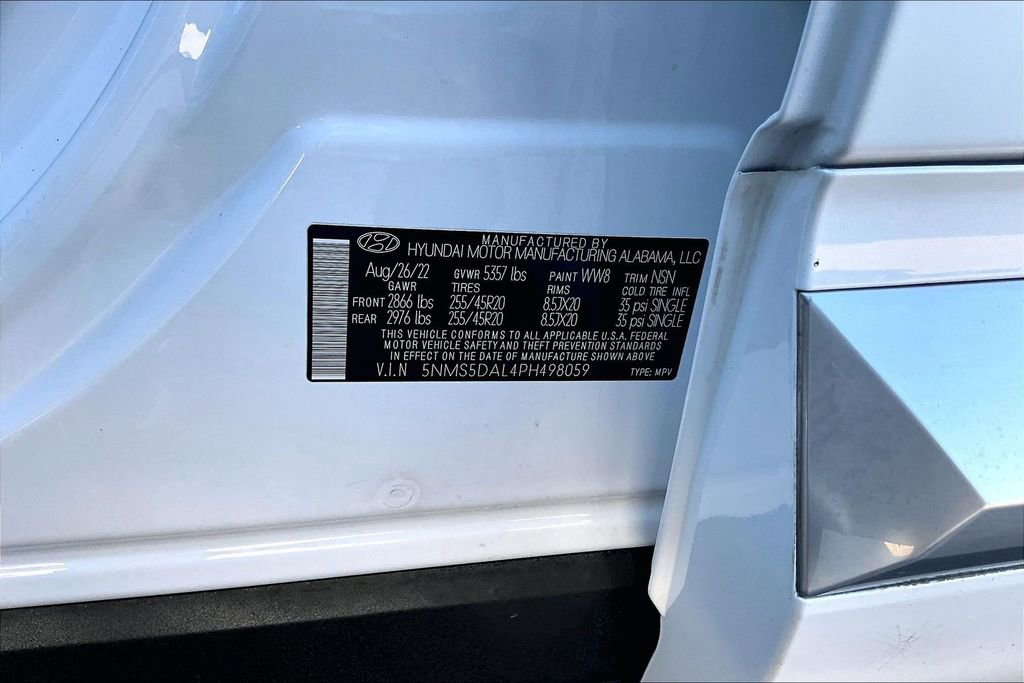 MANUFACTURED BY
HYUNDAI MOTOR MANUFACTURING ALABAMA, LLC
Aug/26/22 GVWR 5357 lbs PAINT WW8 TRIM NSN
GAWR TIRES RIMS COLD TIRE INFL
FRONT 2866 lbs 255/45R20 8.5JX20 35 psi SINGLE
REAR 2976 lbs 255/45R20 8.5JX20 35 psi SINGLE
THIS VEHICLE CONFORMS TO ALL APPLICABLE U.S.A. FEDERAL
MOTOR VEHICLE SAFETY AND THEFT PREVENTION STANDARDS
IN EFFECT ON THE DATE OF MANUFACTURE SHOWN ABOVE
V.I.N 5NMS5DAL4PH498059 TYPE: MPV